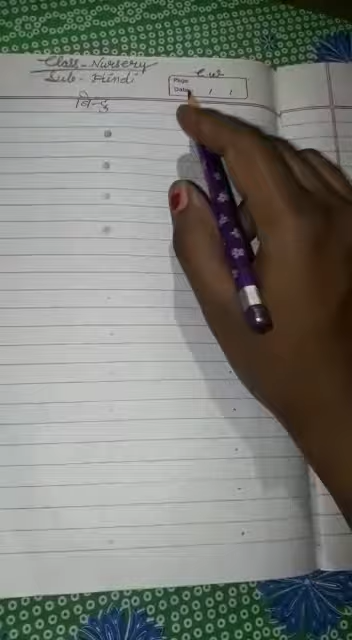 Class-Nursery
C.W
Sub-Hindi
Page
Date / /
बिन्दु